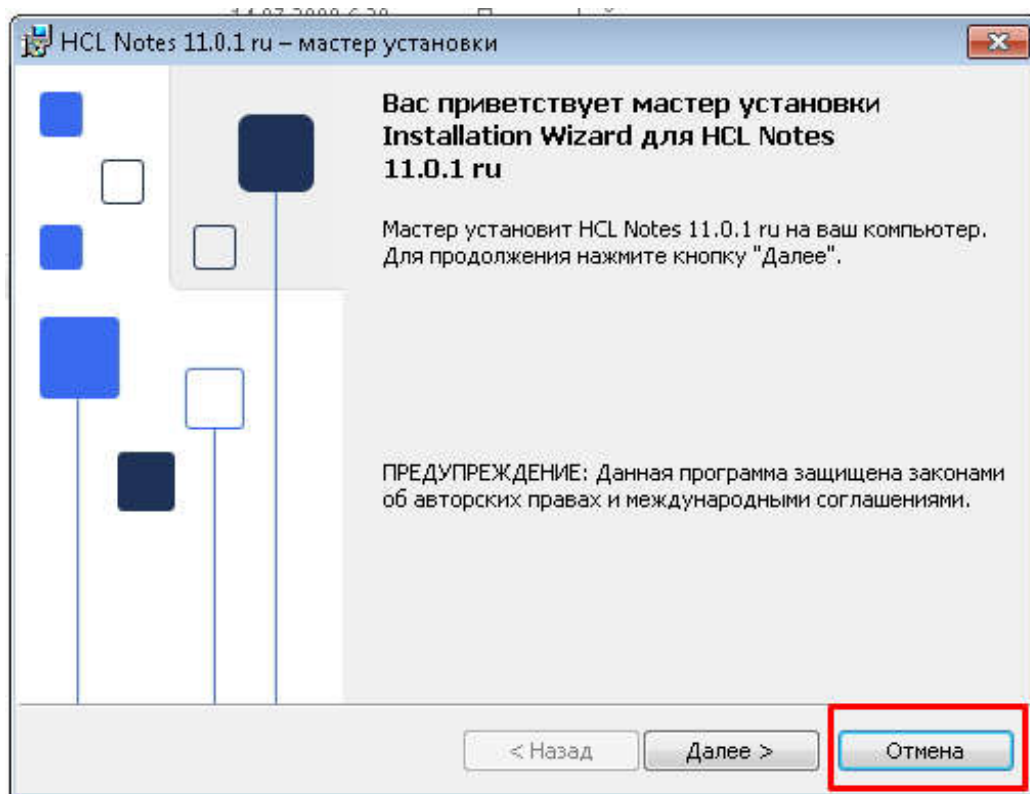 HCL Notes 11.0.1 ru – мастер установки
Вас приветствует мастер установки
Installation Wizard для HCL Notes
11.0.1 ru
Мастер установит HCL Notes 11.0.1 ru на ваш компьютер.
Для продолжения нажмите кнопку "Далее".
ПРЕДУПРЕЖДЕНИЕ: Данная программа защищена законами
об авторских правах и международными соглашениями.
< Назад Далее > Отмена